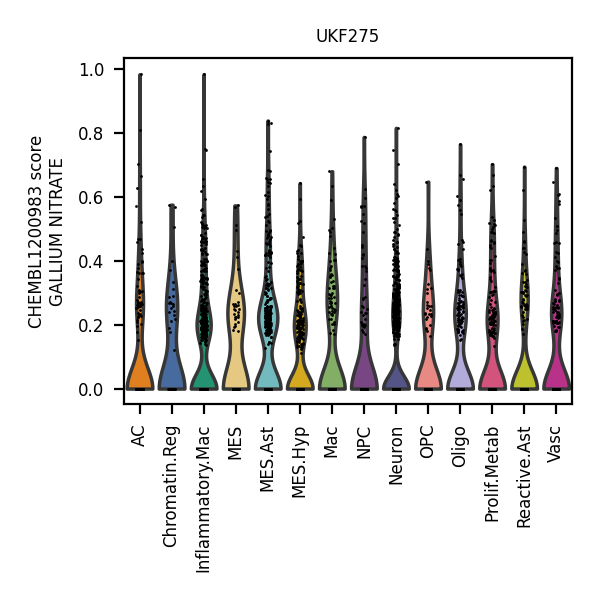 UKF275
CHEMBL1200983 score
GALLIUM NITRATE
1.0
0.8
0.6
0.4
0.2
0.0
AC
Chromatin.Reg
Inflammatory.Mac
MES
MES.Ast
MES.Hyp
Mac
NPC
Neuron
OPC
Oligo
Prolif.Metab
Reactive.Ast
Vasc